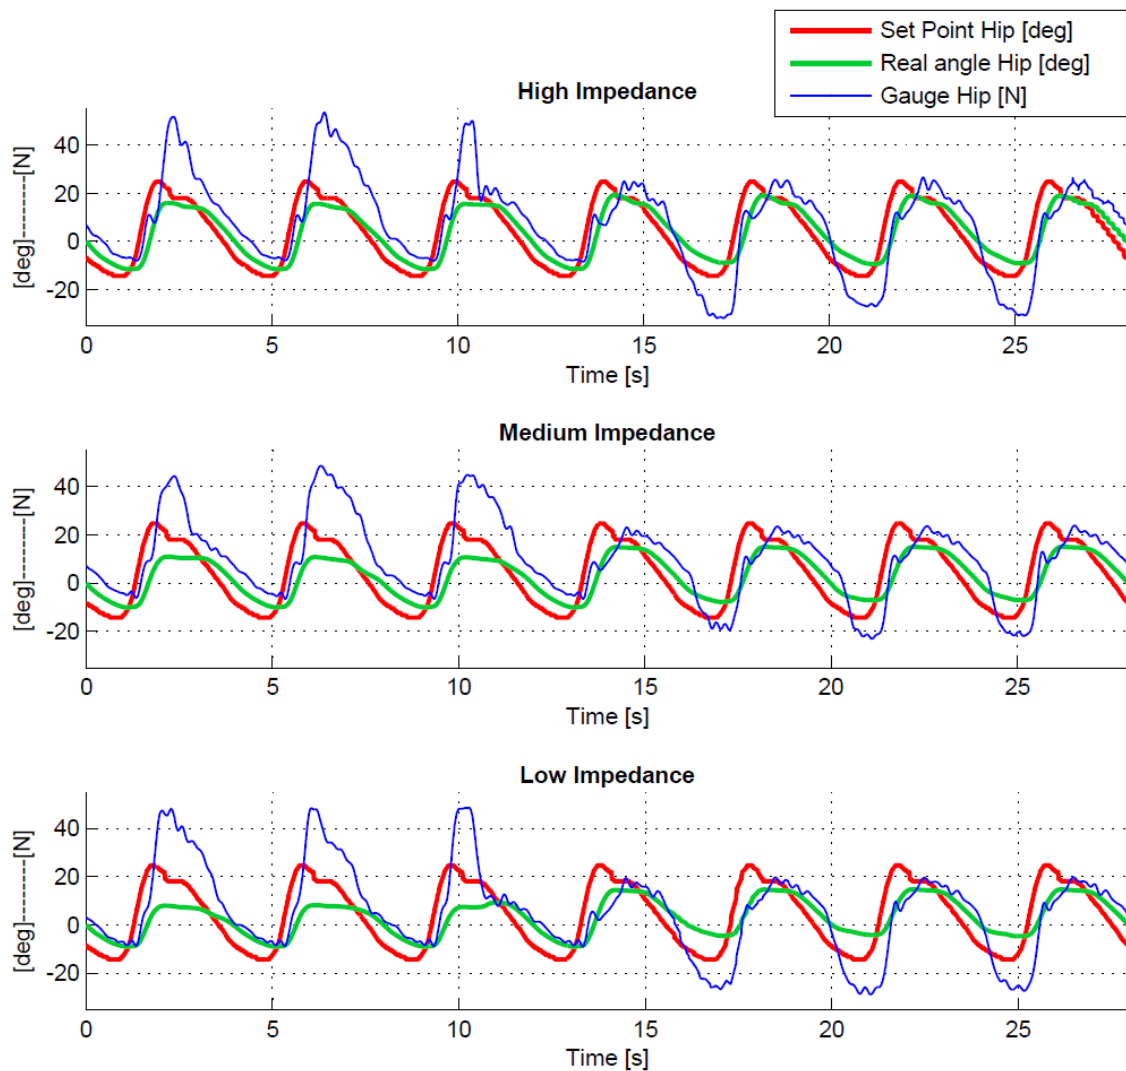 Set Point Hip [deg]
Real angle Hip [deg]
Gauge Hip [N]
High Impedance
[deg]---------[N]
40
20
0
-20
0 5 10 15 20 25
Time [s]
Medium Impedance
[deg]---------[N]
40
20
0
-20
0 5 10 15 20 25
Time [s]
Low Impedance
[deg]---------[N]
40
20
0
-20
0 5 10 15 20 25
Time [s]